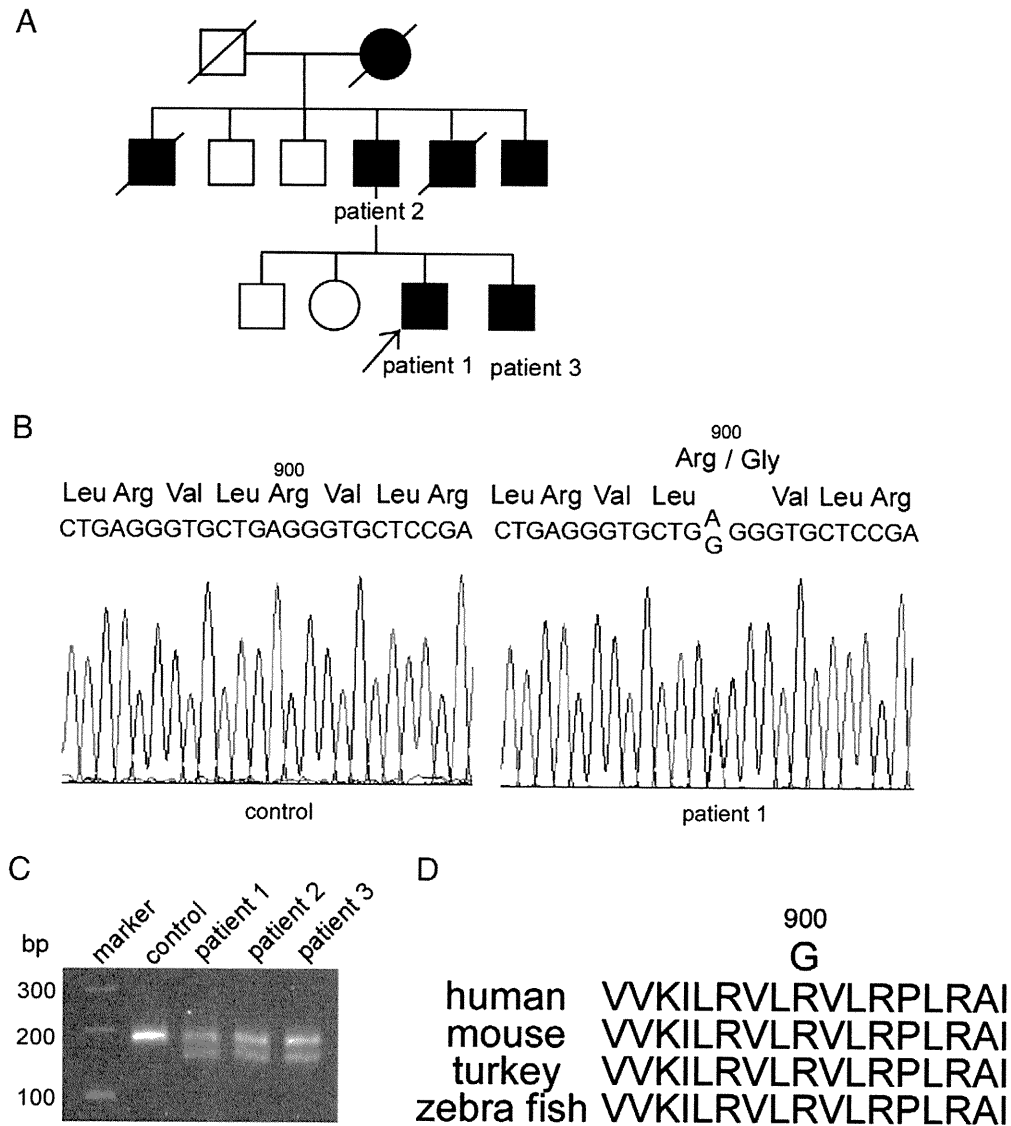 A
patient 2
patient 1 patient 3
B
900
Leu Arg Val Leu Arg Val Leu Arg
CTGAGGGTGCTGAGGGTGCTCCGA
control
900
Arg / Gly
Leu Arg Val Leu Val Leu Arg
A
CTGAGGGTGCTG GGGTGCTCCGA
G
patient 1
C
bp marker control patient 1 patient 2 patient 3
300
200
100
D
900
G
human VVKILRVLRVLRPLRAI
mouse VVKILRVLRVLRPLRAI
turkey VVKILRVLRVLRPLRAI
zebra fish VVKILRVLRVLRPLRAI